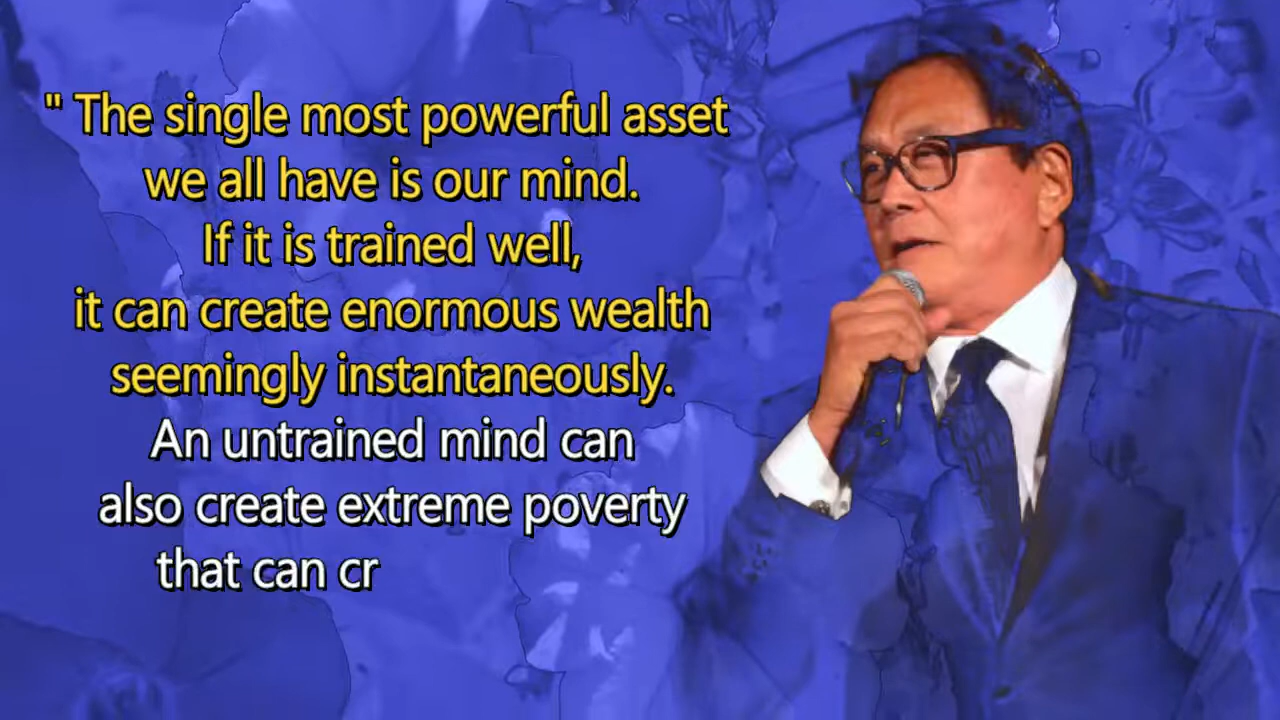 " The single most powerful asset
we all have is our mind.
If it is trained well,
it can create enormous wealth
seemingly instantaneously.
An untrained mind can
also create extreme poverty
that can cr